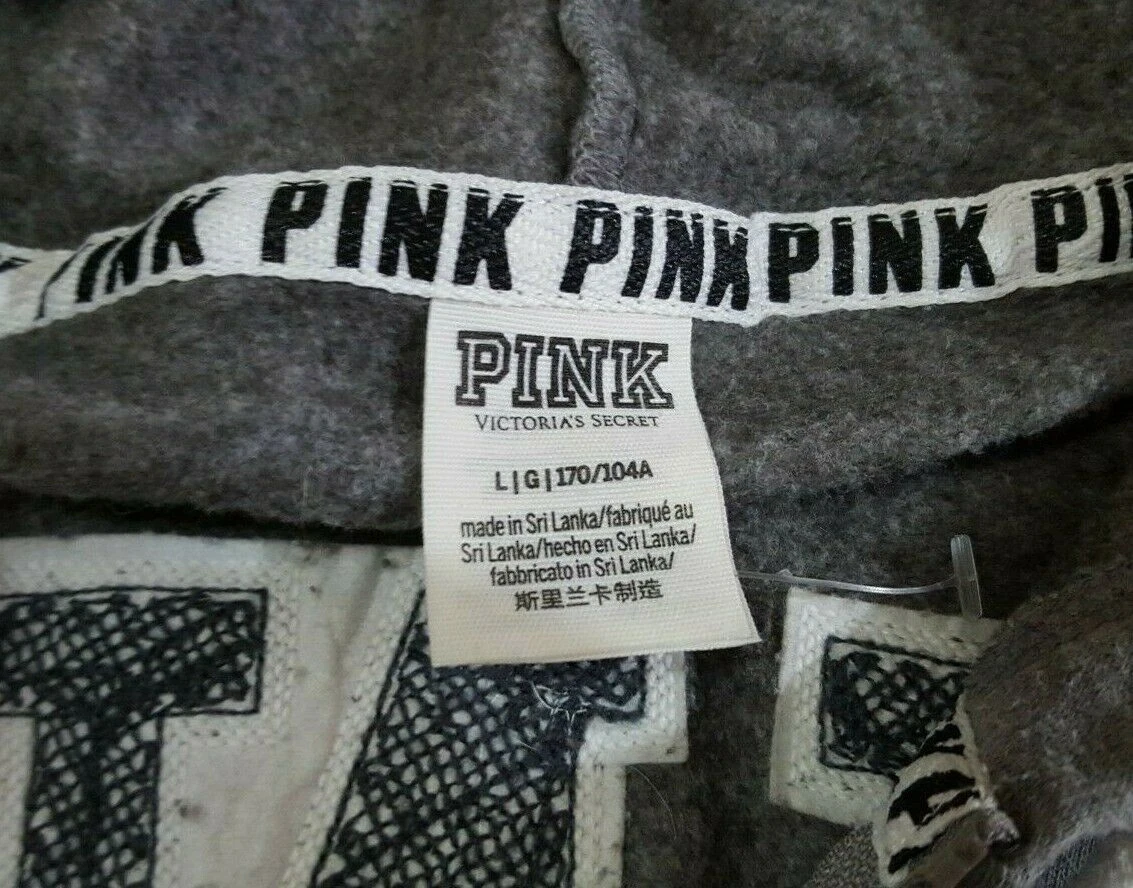 PINK PINK PINK PINK
PINK
VICTORIA'S SECRET
L|G|170/104A
made in Sri Lanka/fabriqué au
Sri Lanka/hecho en Sri Lanka/
fabbricato in Sri Lanka/
斯里兰卡制造